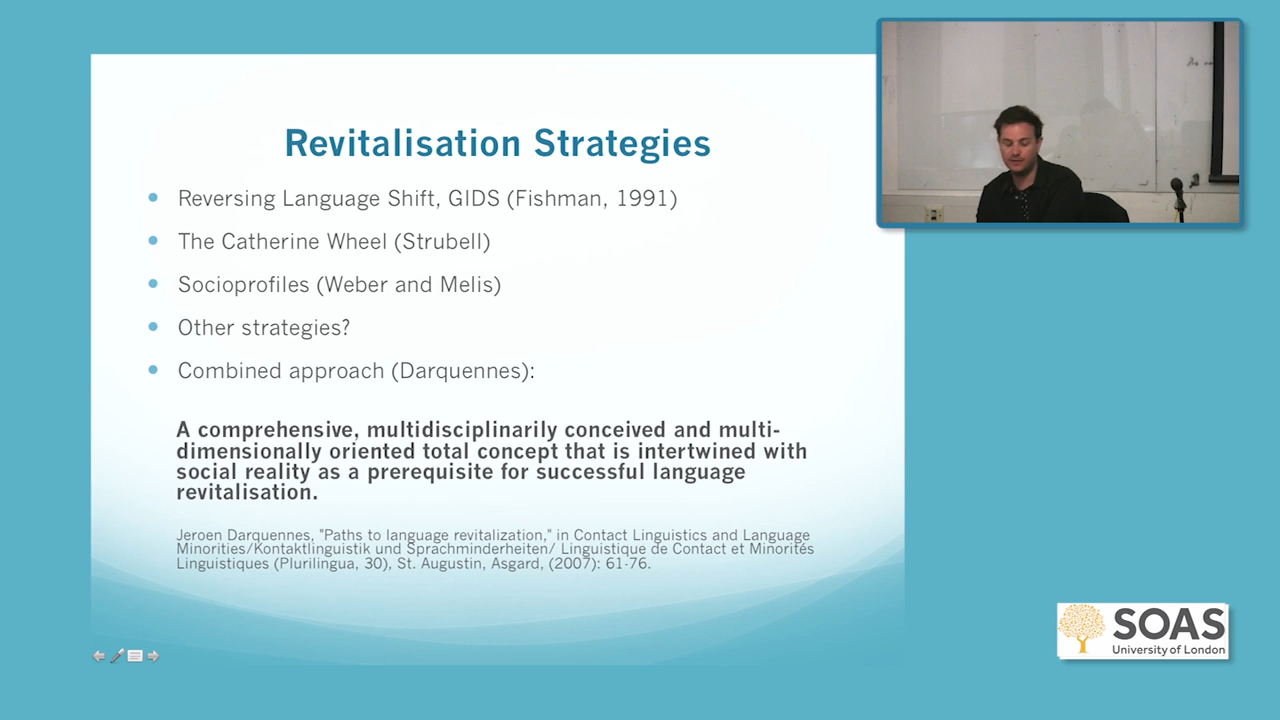 Revitalisation Strategies
Reversing Language Shift, GIDS (Fishman, 1991)
The Catherine Wheel (Strubell)
Socioprofiles (Weber and Melis)
Other strategies?
Combined approach (Darquennes):
A comprehensive, multidisciplinarily conceived and multi-
dimensionally oriented total concept that is intertwined with
social reality as a prerequisite for successful language
revitalisation.
Jeroen Darquennes, "Paths to language revitalization," in Contact Linguistics and Language
Minorities/Kontaktlinguistik und Sprachminderheiten/ Linguistique de Contact et Minorités
Linguistiques (Plurilingua, 30), St. Augustin, Asgard, (2007): 61-76.
SOAS
University of London